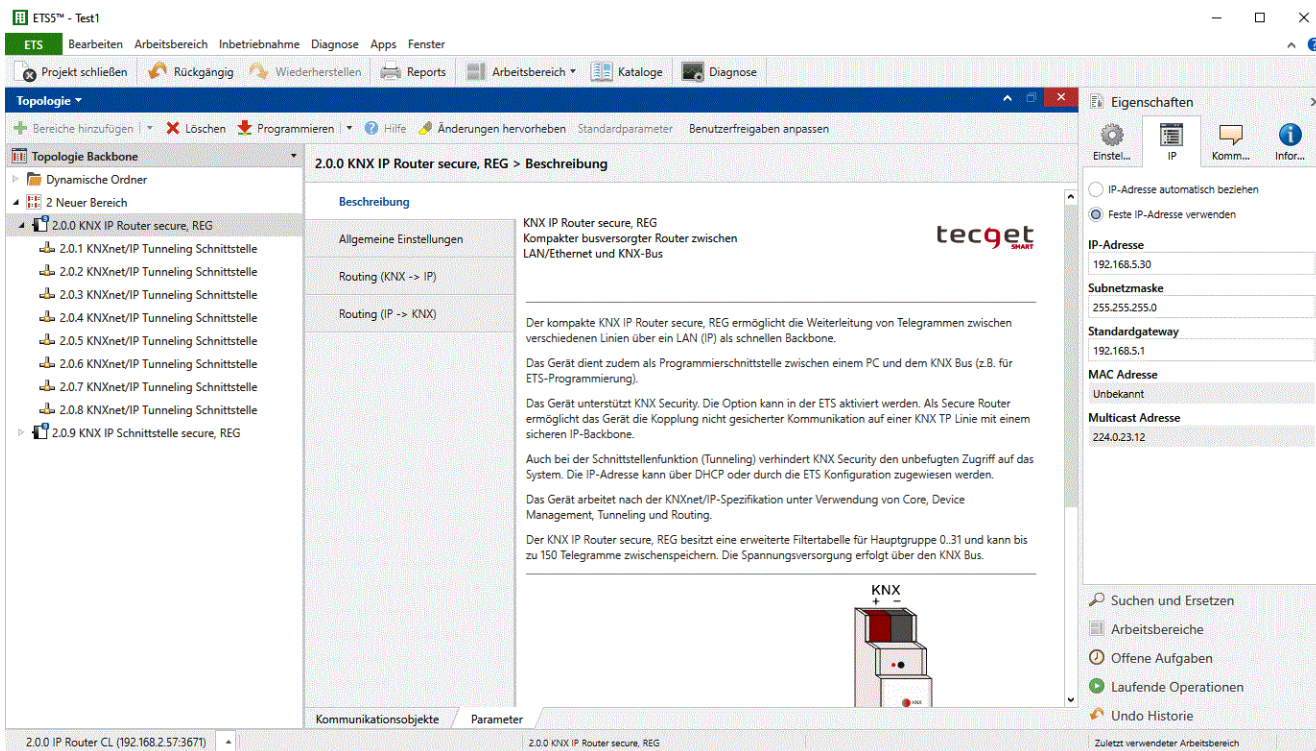 ETS5™ - Test1
ETS Bearbeiten Arbeitsbereich Inbetriebnahme Diagnose Apps Fenster
Projekt schließen Rückgängig Wiederherstellen Reports Arbeitsbereich Kataloge Diagnose
Topologie
Bereiche hinzufügen Löschen Programmieren Hilfe Änderungen hervorheben Standardparameter Benutzerfreigaben anpassen
Topologie Backbone
Dynamische Ordner
2 Neuer Bereich
2.0.0 KNX IP Router secure, REG
2.0.1 KNXnet/IP Tunneling Schnittstelle
2.0.2 KNXnet/IP Tunneling Schnittstelle
2.0.3 KNXnet/IP Tunneling Schnittstelle
2.0.4 KNXnet/IP Tunneling Schnittstelle
2.0.5 KNXnet/IP Tunneling Schnittstelle
2.0.6 KNXnet/IP Tunneling Schnittstelle
2.0.7 KNXnet/IP Tunneling Schnittstelle
2.0.8 KNXnet/IP Tunneling Schnittstelle
2.0.9 KNX IP Schnittstelle secure, REG
2.0.0 KNX IP Router secure, REG > Beschreibung
Beschreibung
Allgemeine Einstellungen
Routing (KNX -> IP)
Routing (IP -> KNX)
KNX IP Router secure, REG
Kompakter busversorgter Router zwischen
LAN/Ethernet und KNX-Bus
tecget
SMART
Der kompakte KNX IP Router secure, REG ermöglicht die Weiterleitung von Telegrammen zwischen
verschiedenen Linien über ein LAN (IP) als schnellen Backbone.
Das Gerät dient zudem als Programmierschnittstelle zwischen einem PC und dem KNX Bus (z.B. für
ETS-Programmierung).
Das Gerät unterstützt KNX Security. Die Option kann in der ETS aktiviert werden. Als Secure Router
ermöglicht das Gerät die Kopplung nicht gesicherter Kommunikation auf einer KNX TP Linie mit einem
sicheren IP-Backbone.
Auch bei der Schnittstellenfunktion (Tunneling) verhindert KNX Security den unbefugten Zugriff auf das
System. Die IP-Adresse kann über DHCP oder durch die ETS Konfiguration zugewiesen werden.
Das Gerät arbeitet nach der KNXnet/IP-Spezifikation unter Verwendung von Core, Device
Management, Tunneling und Routing.
Der KNX IP Router secure, REG besitzt eine erweiterte Filtertabelle für Hauptgruppe 0..31 und kann bis
zu 150 Telegramme zwischenspeichern. Die Spannungsversorgung erfolgt über den KNX Bus.
KNX
+ −
Kommunikationsobjekte Parameter
Eigenschaften
Einstel... IP Komm... Infor...
IP-Adresse automatisch beziehen
Feste IP-Adresse verwenden
IP-Adresse
192.168.5.30
Subnetzmaske
255.255.255.0
Standardgateway
192.168.5.1
MAC Adresse
Unbekannt
Multicast Adresse
224.0.23.12
Suchen und Ersetzen
Arbeitsbereiche
Offene Aufgaben
Laufende Operationen
Undo Historie
2.0.0 IP Router CL (192.168.2.57:3671) 2.0.0 KNX IP Router secure, REG Zuletzt verwendeter Arbeitsbereich